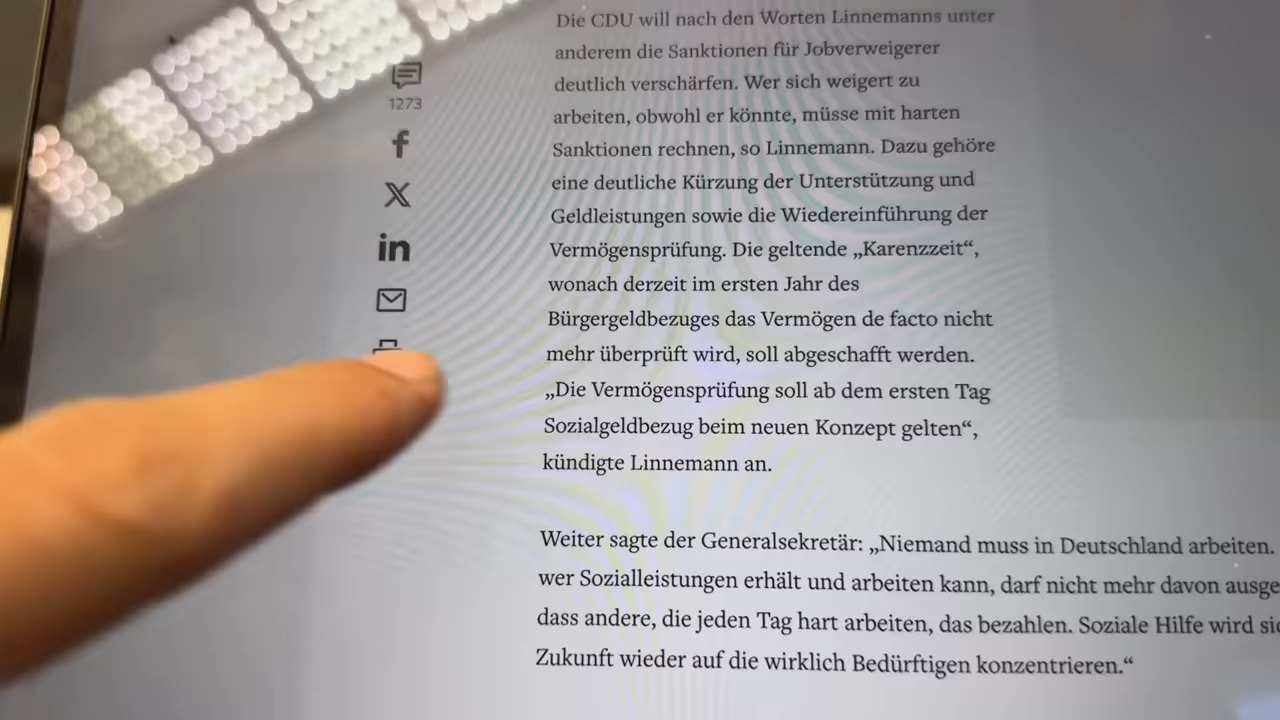 Die CDU will nach den Worten Linnemanns unter
anderem die Sanktionen für Jobverweigerer
deutlich verschärfen. Wer sich weigert zu
arbeiten, obwohl er könnte, müsse mit harten
Sanktionen rechnen, so Linnemann. Dazu gehöre
eine deutliche Kürzung der Unterstützung und
Geldleistungen sowie die Wiedereinführung der
Vermögensprüfung. Die geltende „Karenzzeit“,
wonach derzeit im ersten Jahr des
Bürgergeldbezuges das Vermögen de facto nicht
mehr überprüft wird, soll abgeschafft werden.
„Die Vermögensprüfung soll ab dem ersten Tag
Sozialgeldbezug beim neuen Konzept gelten“,
kündigte Linnemann an.
Weiter sagte der Generalsekretär: „Niemand muss in Deutschland arbeiten.
wer Sozialleistungen erhält und arbeiten kann, darf nicht mehr davon ausge
dass andere, die jeden Tag hart arbeiten, das bezahlen. Soziale Hilfe wird si
Zukunft wieder auf die wirklich Bedürftigen konzentrieren.“
1273
f
X
in